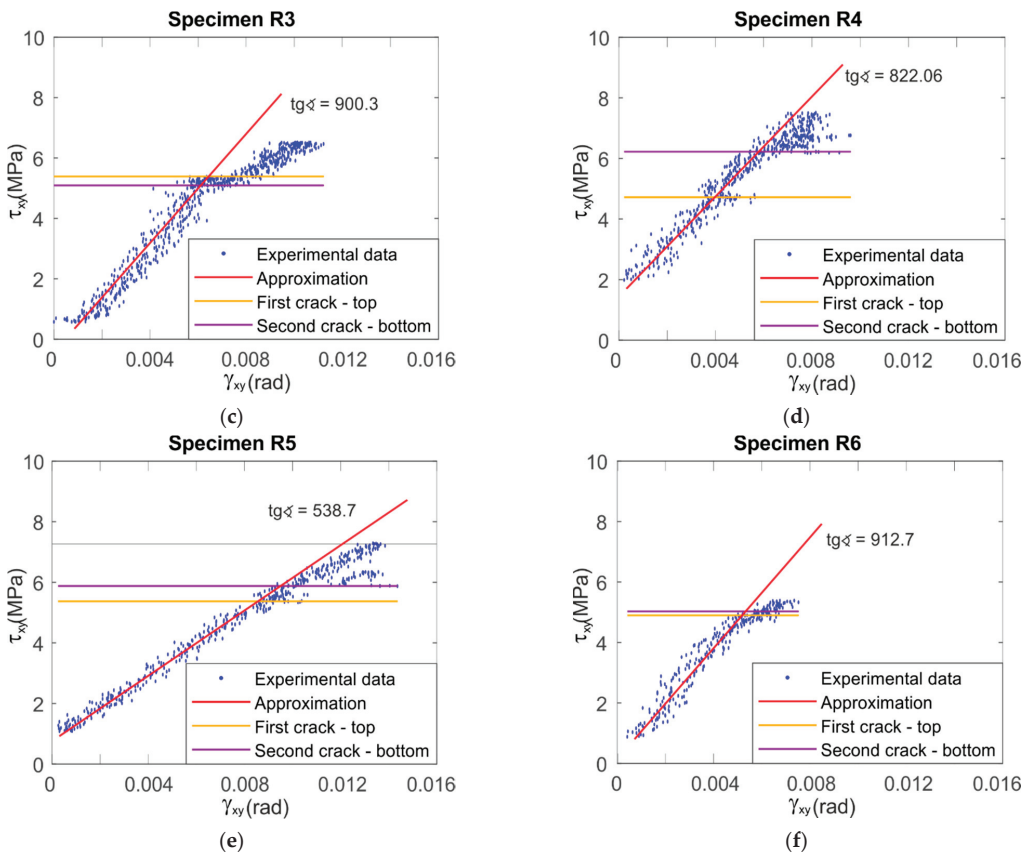 Specimen R3
10
8
6
4
2
0
τxy(MPa)
tg∢ = 900.3
Experimental data
Approximation
First crack - top
Second crack - bottom
0 0.004 0.008 0.012 0.016
γxy(rad)
(c)
Specimen R4
10
8
6
4
2
0
τxy(MPa)
tg∢ = 822.06
Experimental data
Approximation
First crack - top
Second crack - bottom
0 0.004 0.008 0.012 0.016
γxy(rad)
(d)
Specimen R5
10
8
6
4
2
0
τxy(MPa)
tg∢ = 538.7
Experimental data
Approximation
First crack - top
Second crack - bottom
0 0.004 0.008 0.012 0.016
γxy(rad)
(e)
Specimen R6
10
8
6
4
2
0
τxy(MPa)
tg∢ = 912.7
Experimental data
Approximation
First crack - top
Second crack - bottom
0 0.004 0.008 0.012 0.016
γxy(rad)
(f)